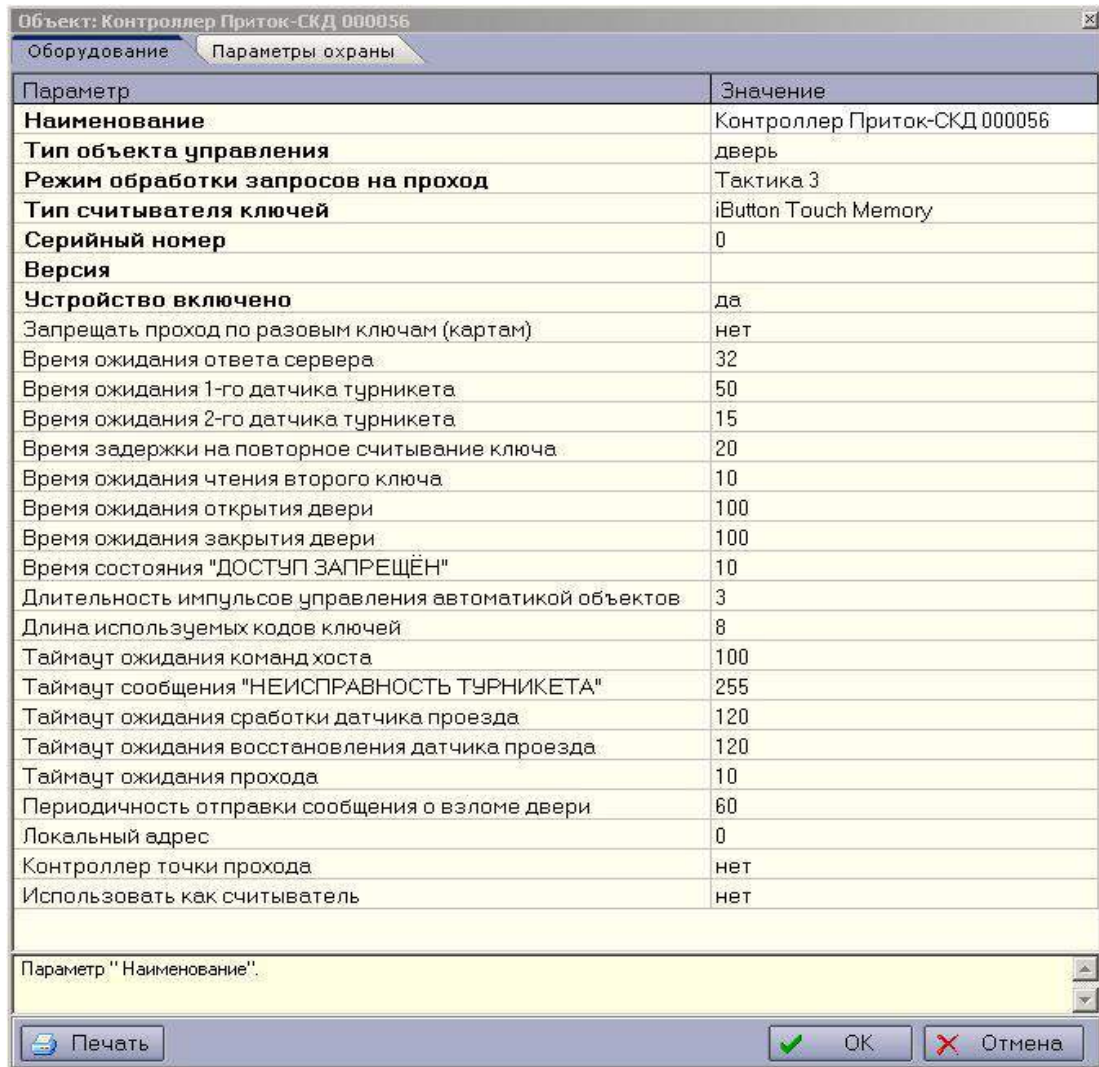 Объект: Контроллер Приток-СКД 000056
Оборудование Параметры охраны
Параметр Значение
Наименование Контроллер Приток-СКД 000056
Тип объекта управления дверь
Режим обработки запросов на проход Тактика 3
Тип считывателя ключей iButton Touch Memory
Серийный номер 0
Версия
Устройство включено да
Запрещать проход по разовым ключам (картам) нет
Время ожидания ответа сервера 32
Время ожидания 1-го датчика турникета 50
Время ожидания 2-го датчика турникета 15
Время задержки на повторное считывание ключа 20
Время ожидания чтения второго ключа 10
Время ожидания открытия двери 100
Время ожидания закрытия двери 100
Время состояния "ДОСТУП ЗАПРЕЩЁН" 10
Длительность импульсов управления автоматикой объектов 3
Длина используемых кодов ключей 8
Таймаут ожидания команд хоста 100
Таймаут сообщения "НЕИСПРАВНОСТЬ ТУРНИКЕТА" 255
Таймаут ожидания сработки датчика проезда 120
Таймаут ожидания восстановления датчика проезда 120
Таймаут ожидания прохода 10
Периодичность отправки сообщения о взломе двери 60
Локальный адрес 0
Контроллер точки прохода нет
Использовать как считыватель нет
Параметр " Наименование".
Печать OK Отмена